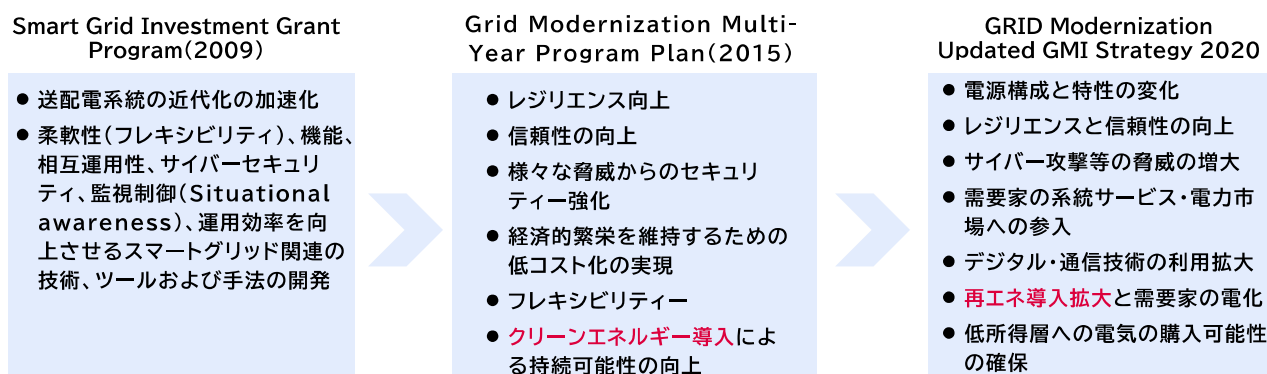 Smart Grid Investment Grant
Program(2009)
● 送配電系統の近代化の加速化
● 柔軟性(フレキシビリティ)、機能、
相互運用性、サイバーセキュリ
ティ、監視制御(Situational
awareness)、運用効率を向
上させるスマートグリッド関連の
技術、ツールおよび手法の開発
Grid Modernization Multi-
Year Program Plan(2015)
● レジリエンス向上
● 信頼性の向上
● 様々な脅威からのセキュリ
ティー強化
● 経済的繁栄を維持するための
低コスト化の実現
● フレキシビリティー
● クリーンエネルギー導入によ
る持続可能性の向上
GRID Modernization
Updated GMI Strategy 2020
● 電源構成と特性の変化
● レジリエンスと信頼性の向上
● サイバー攻撃等の脅威の増大
● 需要家の系統サービス・電力市
場への参入
● デジタル・通信技術の利用拡大
● 再エネ導入拡大と需要家の電化
● 低所得層への電気の購入可能性
の確保